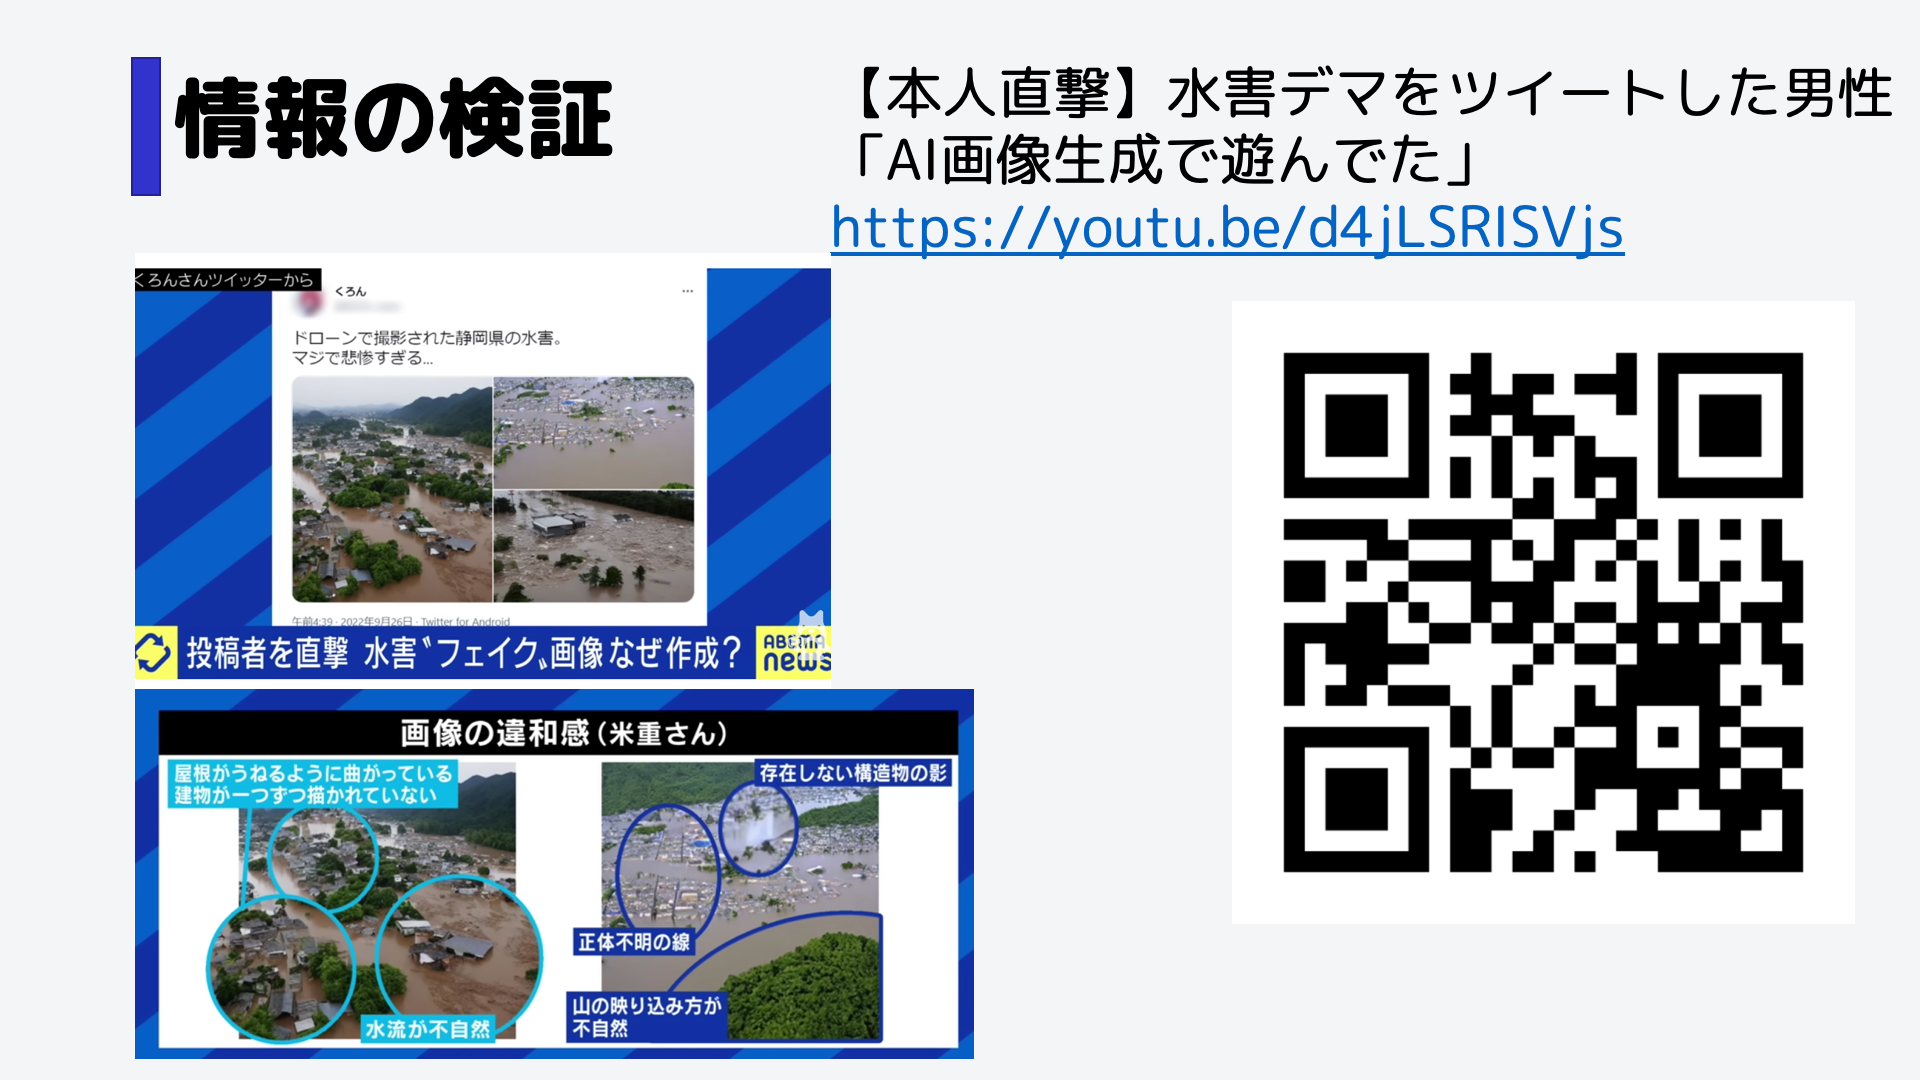 情報の検証
【本人直撃】水害デマをツイートした男性
「AI画像生成で遊んでた」
https://youtu.be/d4jLSRISVjs
くろんさんツイッターから
くろん
ドローンで撮影された静岡県の水害。
マジで悲惨すぎる...
午前4:39 · 2022年9月26日 · Twitter for Android
投稿者を直撃 水害〝フェイク〟画像 なぜ作成？
ABEMA
news
画像の違和感（米重さん）
屋根がうねるように曲がっている
建物が一つずつ描かれていない
水流が不自然
存在しない構造物の影
正体不明の線
山の映り込み方が
不自然